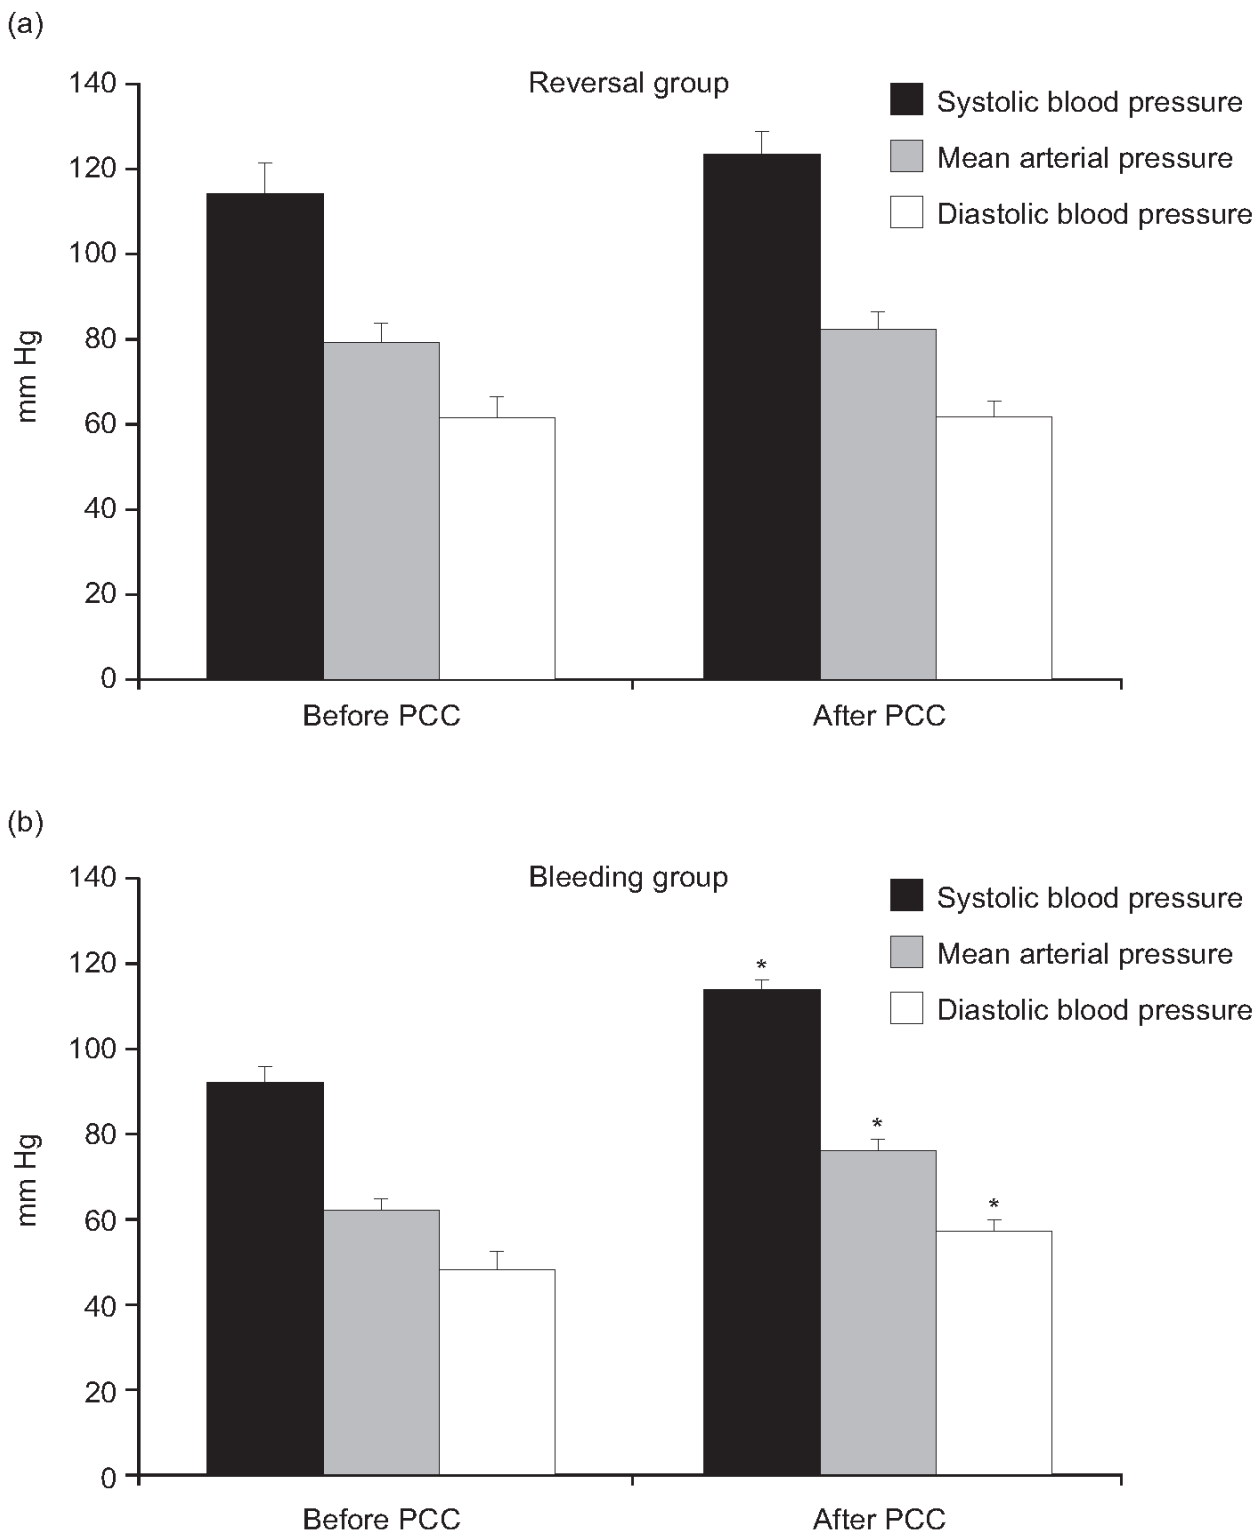 (a)
Reversal group
Systolic blood pressure
Mean arterial pressure
Diastolic blood pressure
mm Hg
140
120
100
80
60
40
20
0
Before PCC
After PCC
(b)
Bleeding group
Systolic blood pressure
Mean arterial pressure
Diastolic blood pressure
mm Hg
140
120
100
80
60
40
20
0
*
*
*
Before PCC
After PCC